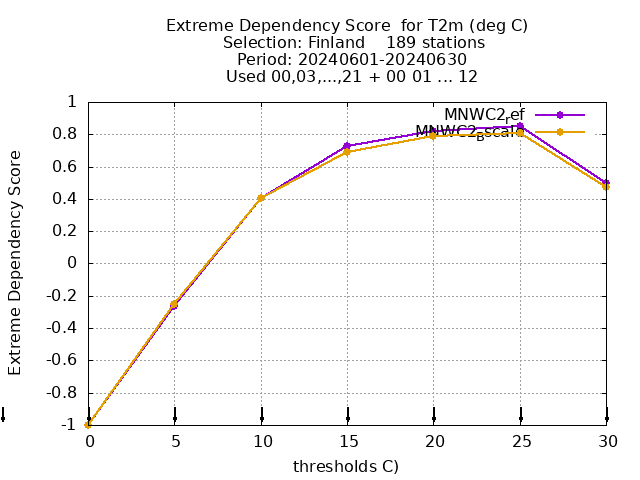 Extreme Dependency Score for T2m (deg C)
Selection: Finland 189 stations
Period: 20240601-20240630
Used 00,03,...,21 + 00 01 ... 12
MNWC2ref
Extreme Dependency Score
1
0.8
0.6
0.4
0.2
0
-0.2
-0.4
-0.6
-0.8
-1
0 5 10 15 20 25 30
thresholds C)